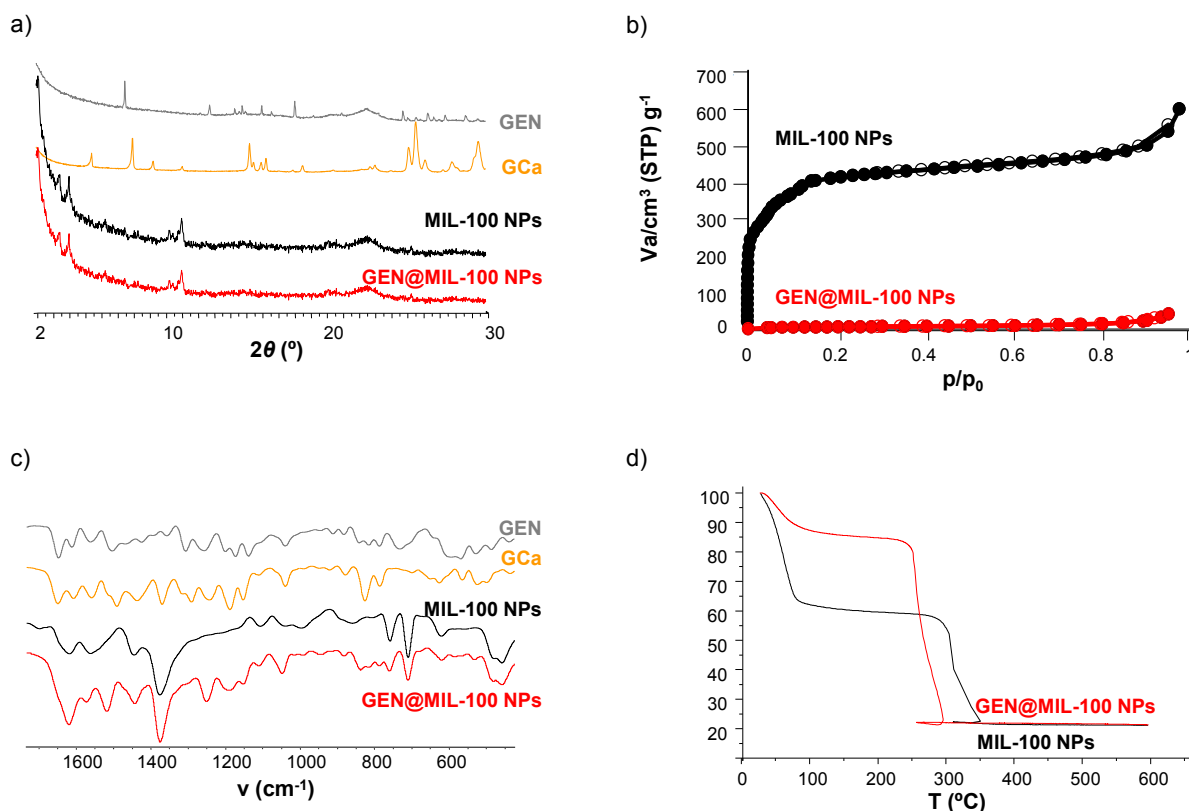 a)
GEN
GCa
MIL-100 NPs
GEN@MIL-100 NPs
2 10 20 30
2θ (º)
b)
Va/cm³ (STP) g⁻¹
700
600
500
400
300
200
100
0
MIL-100 NPs
GEN@MIL-100 NPs
0 0.2 0.4 0.6 0.8 1
p/p₀
c)
GEN
GCa
MIL-100 NPs
GEN@MIL-100 NPs
1600 1400 1200 1000 800 600
ν (cm⁻¹)
d)
100
90
80
70
60
50
40
30
20
GEN@MIL-100 NPs
MIL-100 NPs
0 100 200 300 400 500 600
T (ºC)